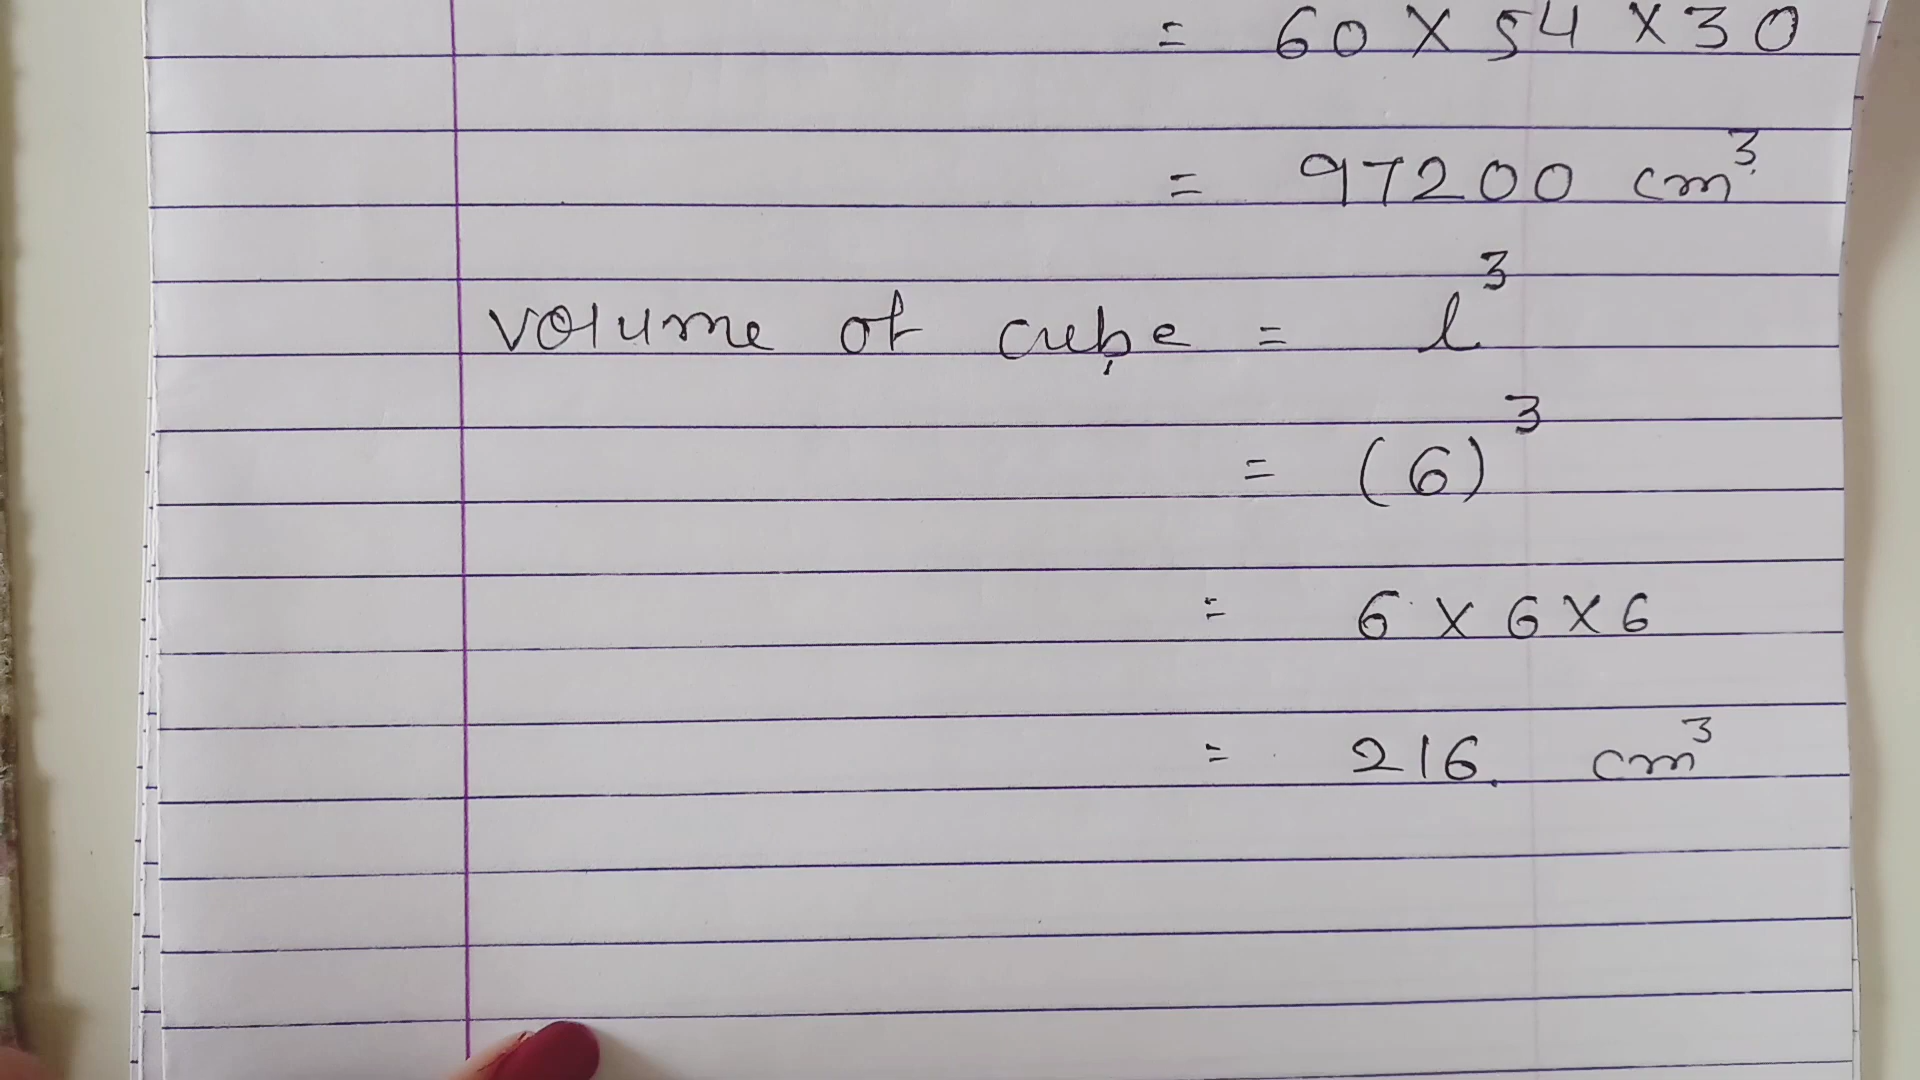 = 60 X 54 X 30
= 97200 cm³
volume of cube = l³
= (6)³
= 6 X 6 X 6
= 216. cm³